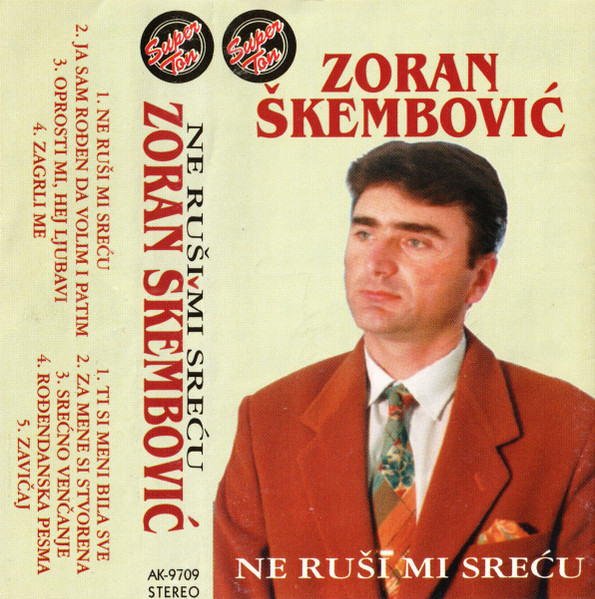 Super
Ton
Super
Ton
ZORAN
ŠKEMBOVIĆ
NE RUŠI MI SREĆU
NE RUŠI MI SREĆU
ZORAN ŠKEMBOVIĆ
AK-9709
STEREO
1. NE RUŠI MI SREĆU
2. JA SAM ROĐEN DA VOLIM I PATIM
3. OPROSTI MI, HEJ LJUBAVI
4. ZAGRLI ME
1. TI SI MENI BILA SVE
2. ZA MENE SI STVORENA
3. SREĆNO VENČANJE
4. ROĐENDANSKA PESMA
5. ZAVIČAJ